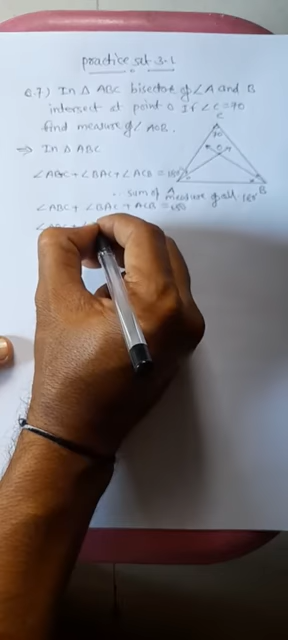 practice set 3.1
Q.7) In △ ABC bisector of ∠A and B
intersect at point O If ∠C = 70
find measure of ∠ AOB.
C
70
⇒ In △ ABC
O
∠ABC + ∠BAC + ∠ACB = 180°
A
B
sum of measure of all 180°
∠ABC + ∠BAC + ACB = 180